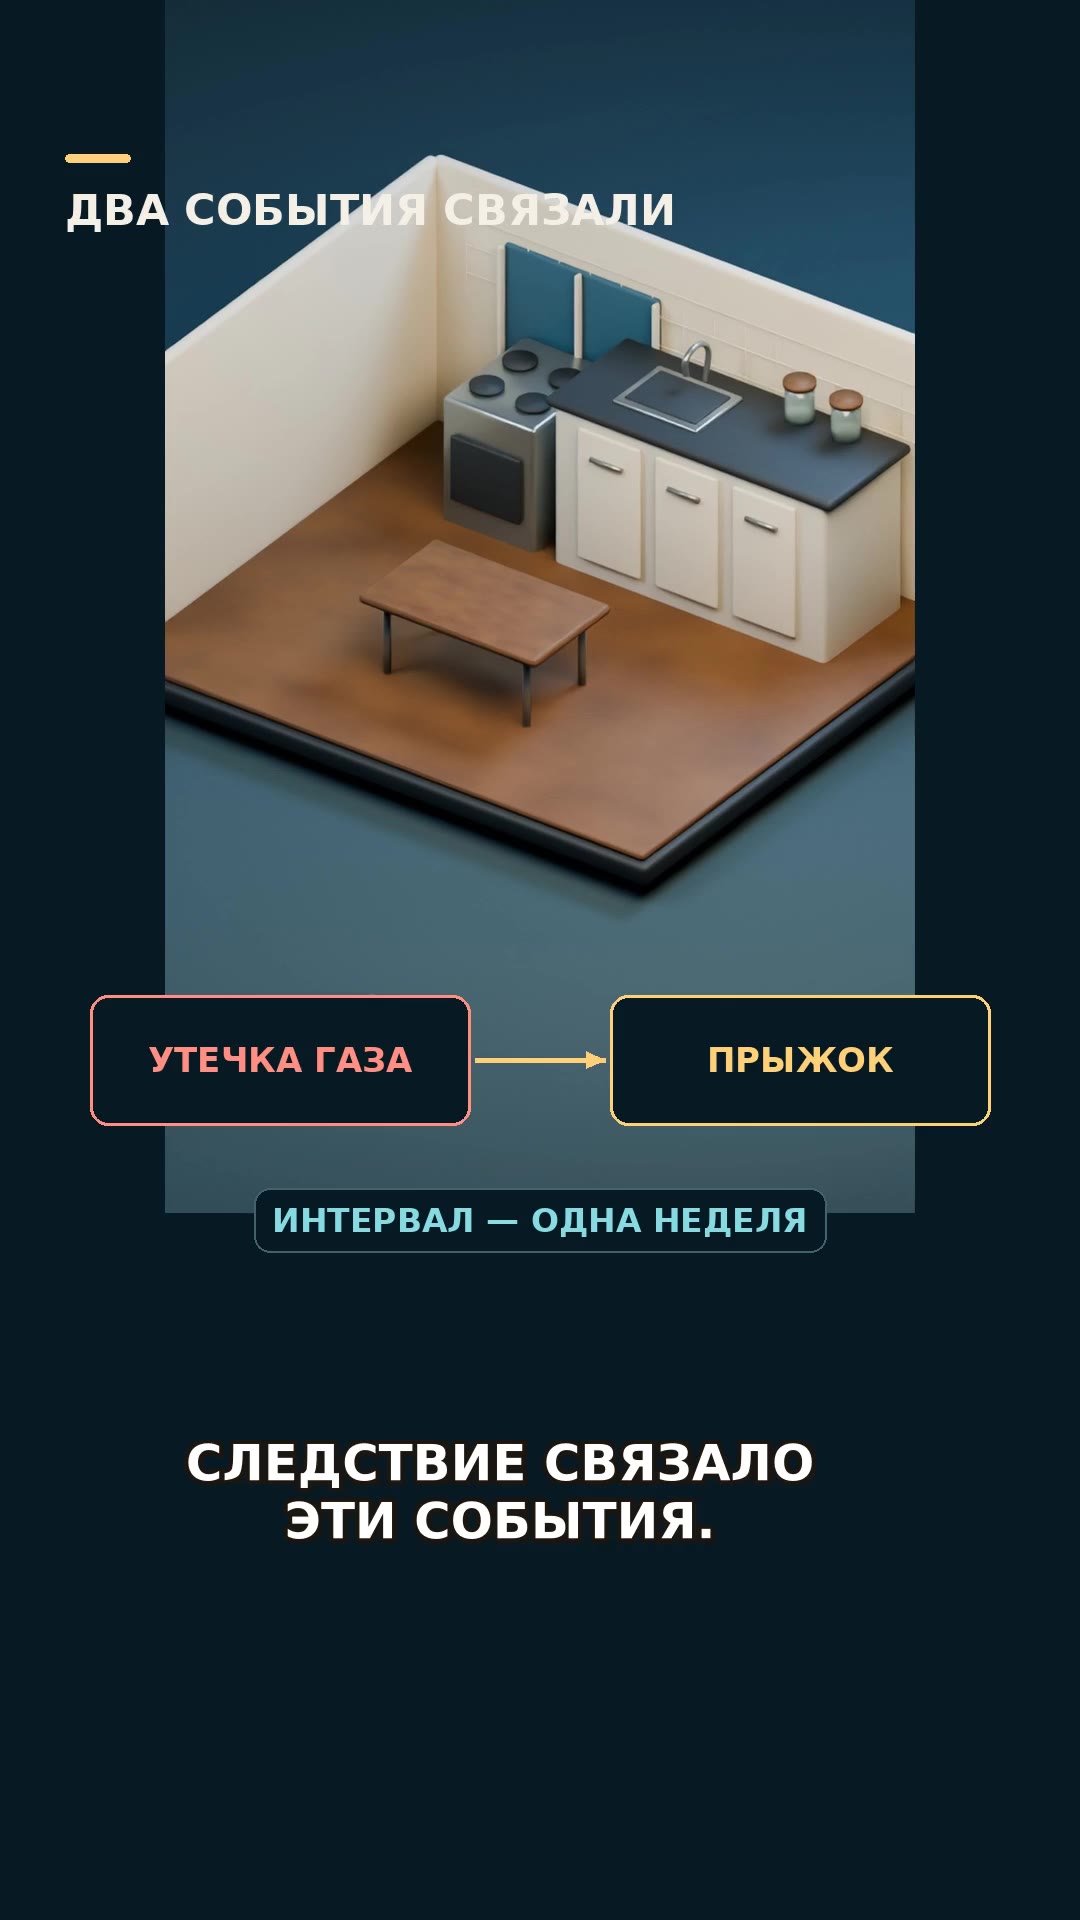 ДВА СОБЫТИЯ СВЯЗАЛИ
УТЕЧКА ГАЗА
ПРЫЖОК
ИНТЕРВАЛ — ОДНА НЕДЕЛЯ
СЛЕДСТВИЕ СВЯЗАЛО
ЭТИ СОБЫТИЯ.